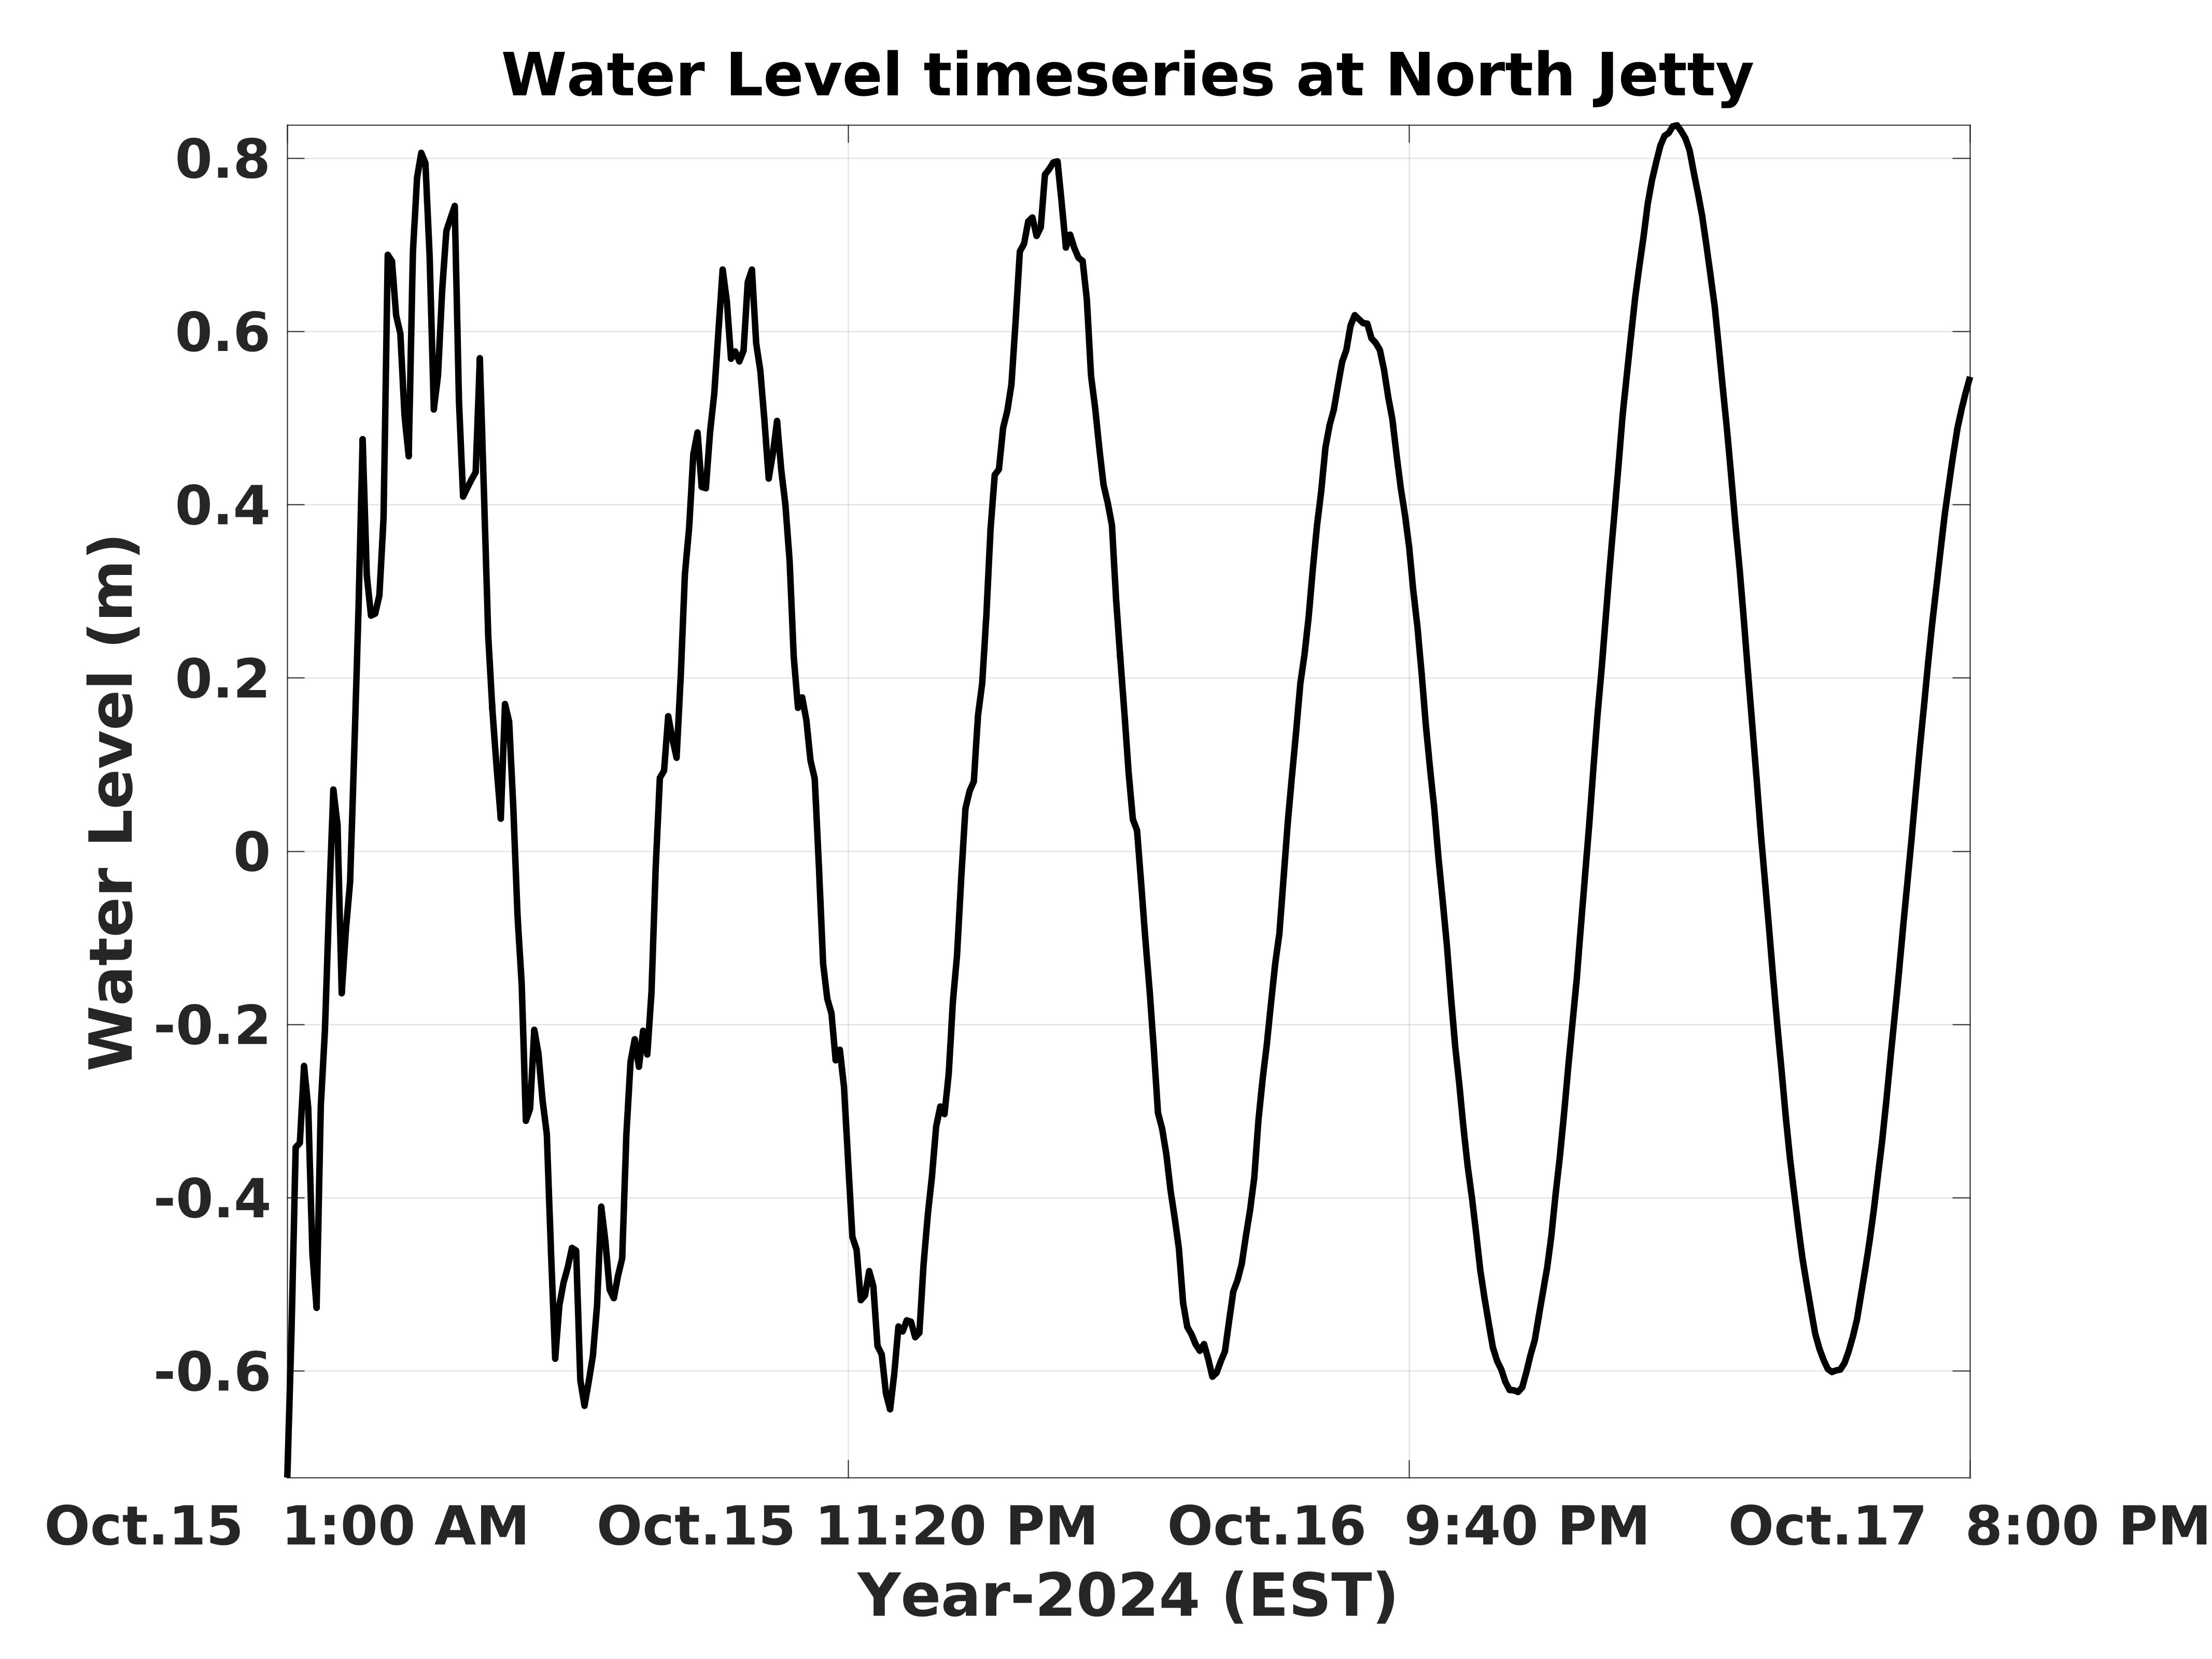 Water Level timeseries at North Jetty
0.8
0.6
0.4
0.2
0
-0.2
-0.4
-0.6
Water Level (m)
Oct.15 1:00 AM Oct.15 11:20 PM Oct.16 9:40 PM Oct.17 8:00 PM
Year-2024 (EST)